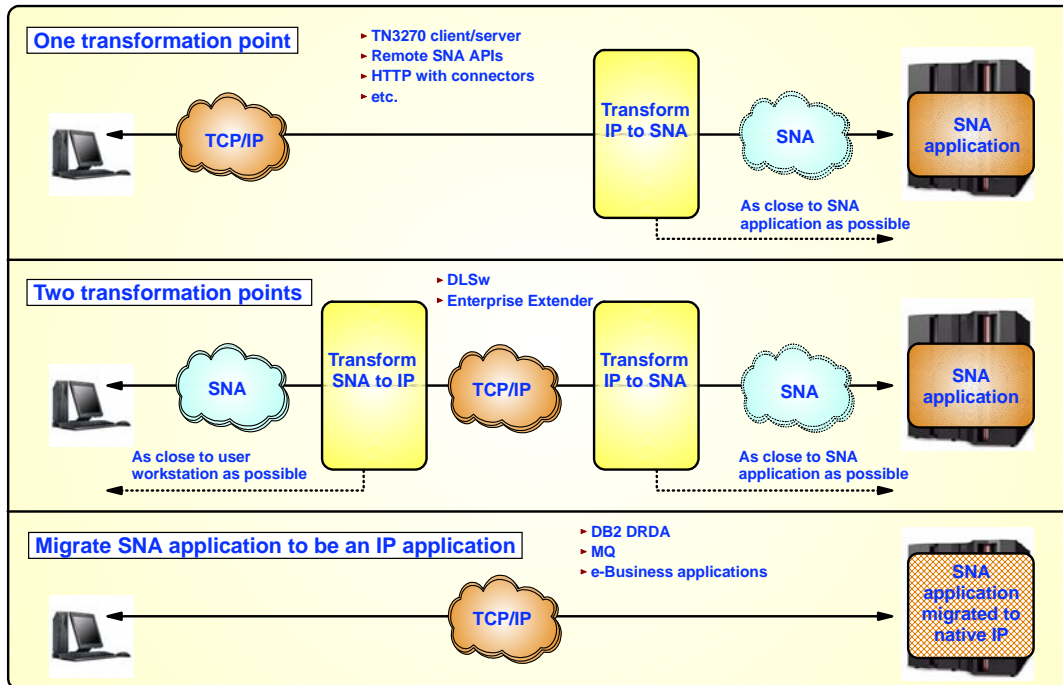 One transformation point
► TN3270 client/server
► Remote SNA APIs
► HTTP with connectors
► etc.
TCP/IP
Transform
IP to SNA
SNA
SNA
application
As close to SNA
application as possible
Two transformation points
► DLSw
► Enterprise Extender
SNA
Transform
SNA to IP
TCP/IP
Transform
IP to SNA
SNA
SNA
application
As close to user
workstation as possible
As close to SNA
application as possible
Migrate SNA application to be an IP application
► DB2 DRDA
► MQ
► e-Business applications
TCP/IP
SNA
application
migrated to
native IP